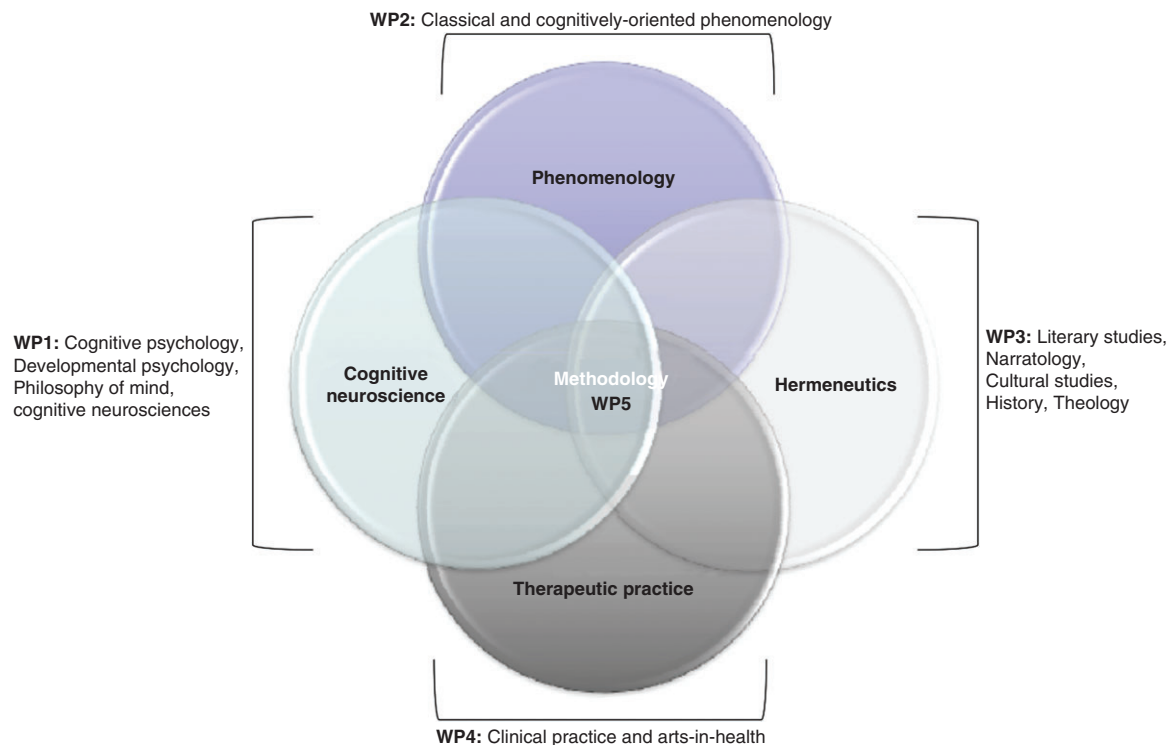 WP2: Classical and cognitively-oriented phenomenology
Phenomenology
WP1: Cognitive psychology,
Developmental psychology,
Philosophy of mind,
cognitive neurosciences
Cognitive
neuroscience
Methodology
WP5
Hermeneutics
WP3: Literary studies,
Narratology,
Cultural studies,
History, Theology
Therapeutic practice
WP4: Clinical practice and arts-in-health